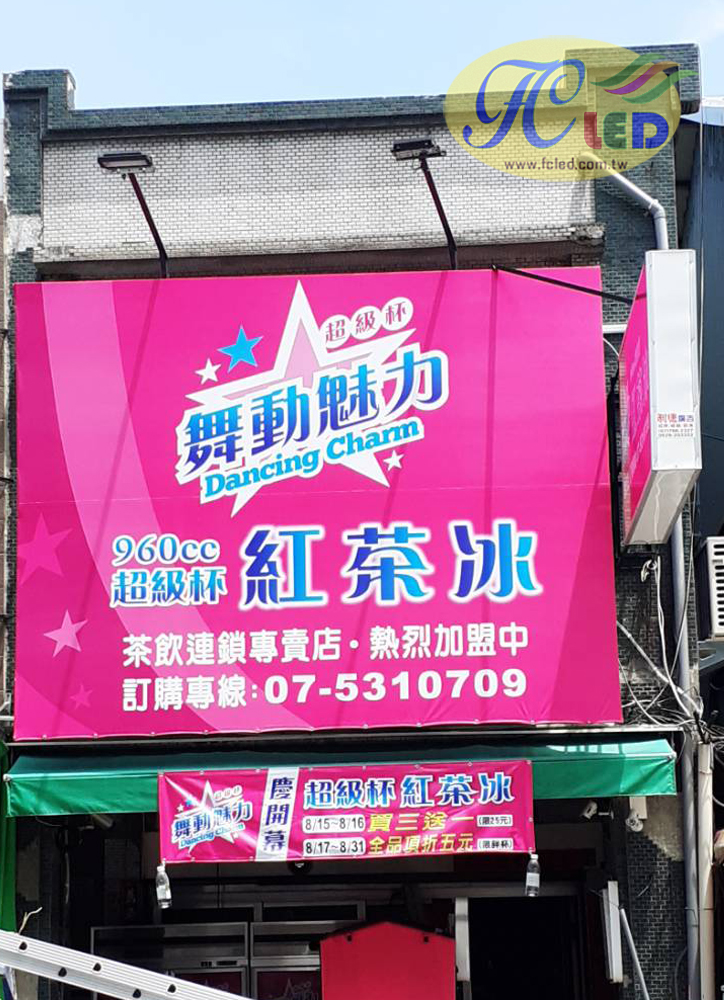 FC LED
www.fcled.com.tw
超級杯
舞動魅力
Dancing Charm
960cc
超級杯
紅茶冰
茶飲連鎖專賣店·熱烈加盟中
訂購專線:07-5310709
利達廣告
舞動魅力
Dancing Charm
慶開幕
超級杯紅茶冰
8/15~8/16 買三送一 (限25元)
8/17~8/31 全品項折五元